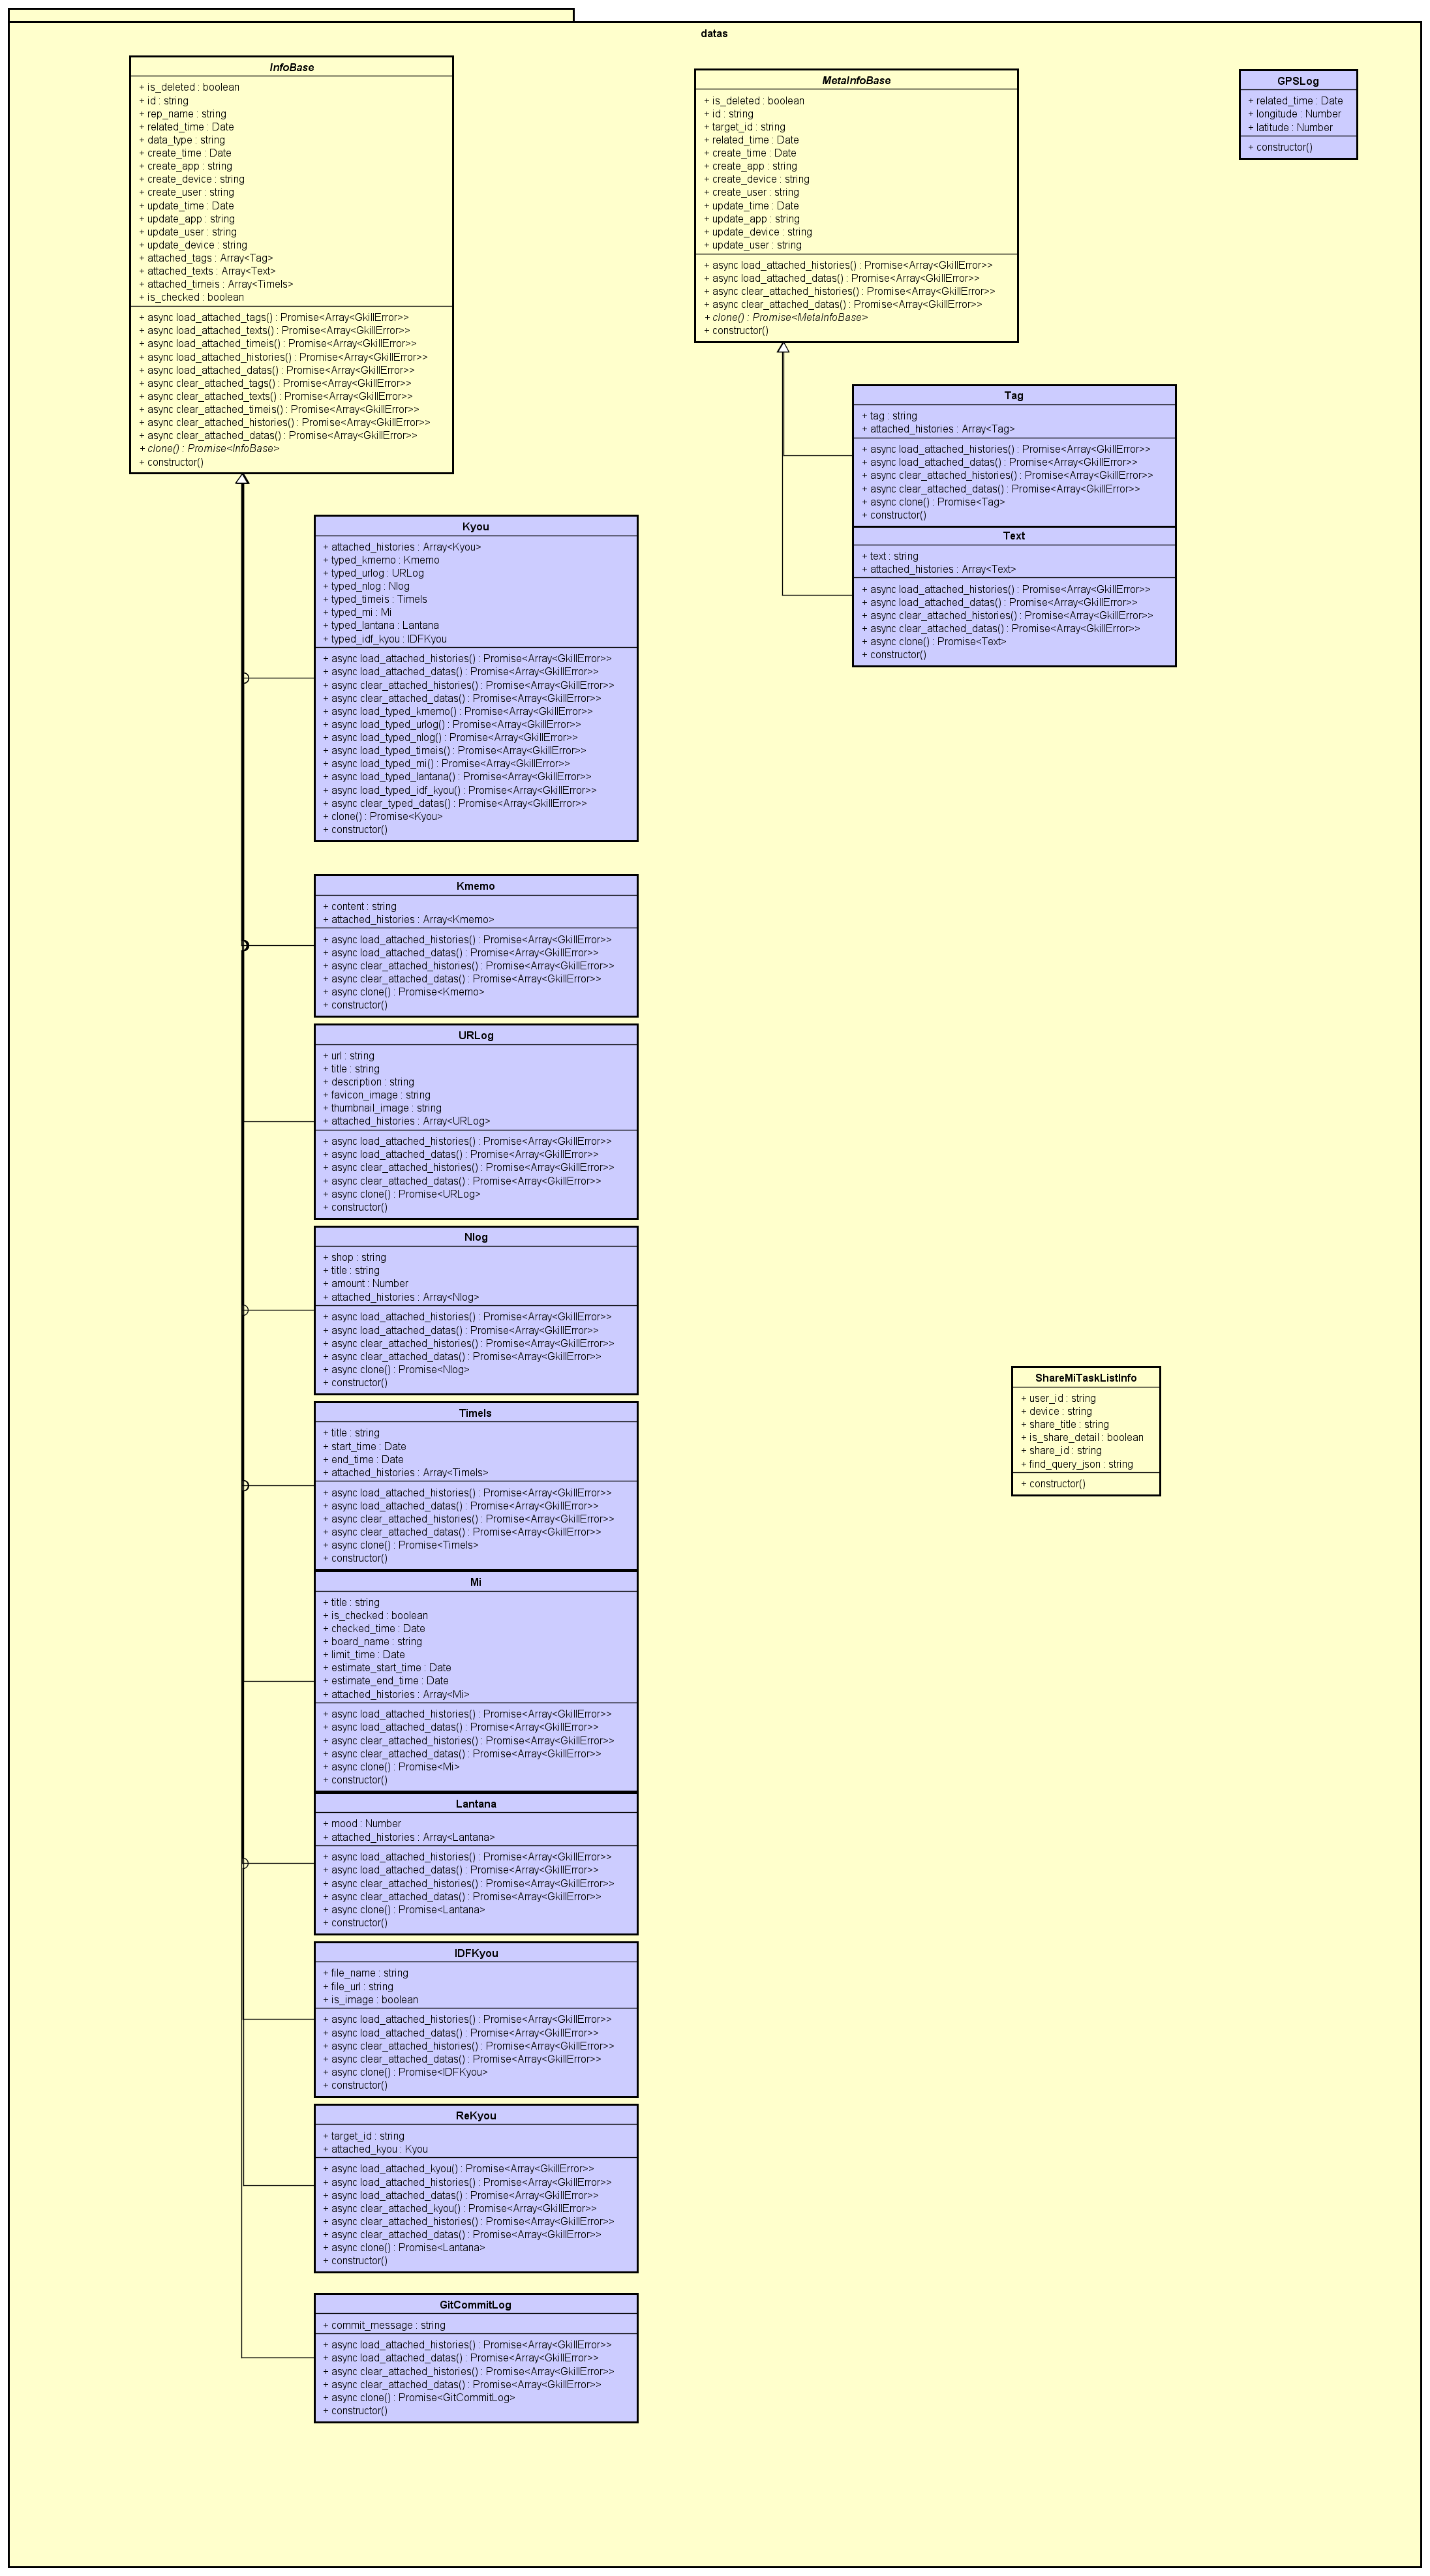 datas
InfoBase
+ is_deleted : boolean
+ id : string
+ rep_name : string
+ related_time : Date
+ data_type : string
+ create_time : Date
+ create_app : string
+ create_device : string
+ create_user : string
+ update_time : Date
+ update_app : string
+ update_user : string
+ update_device : string
+ attached_tags : Array<Tag>
+ attached_texts : Array<Text>
+ attached_timeis : Array<TimeIs>
+ is_checked : boolean
+ async load_attached_tags() : Promise<Array<GkillError>>
+ async load_attached_texts() : Promise<Array<GkillError>>
+ async load_attached_timeis() : Promise<Array<GkillError>>
+ async load_attached_histories() : Promise<Array<GkillError>>
+ async load_attached_datas() : Promise<Array<GkillError>>
+ async clear_attached_tags() : Promise<Array<GkillError>>
+ async clear_attached_texts() : Promise<Array<GkillError>>
+ async clear_attached_timeis() : Promise<Array<GkillError>>
+ async clear_attached_histories() : Promise<Array<GkillError>>
+ async clear_attached_datas() : Promise<Array<GkillError>>
+ clone() : Promise<InfoBase>
+ constructor()
MetaInfoBase
+ is_deleted : boolean
+ id : string
+ target_id : string
+ related_time : Date
+ create_time : Date
+ create_app : string
+ create_device : string
+ create_user : string
+ update_time : Date
+ update_app : string
+ update_device : string
+ update_user : string
+ async load_attached_histories() : Promise<Array<GkillError>>
+ async load_attached_datas() : Promise<Array<GkillError>>
+ async clear_attached_histories() : Promise<Array<GkillError>>
+ async clear_attached_datas() : Promise<Array<GkillError>>
+ clone() : Promise<MetaInfoBase>
+ constructor()
GPSLog
+ related_time : Date
+ longitude : Number
+ latitude : Number
+ constructor()
Tag
+ tag : string
+ attached_histories : Array<Tag>
+ async load_attached_histories() : Promise<Array<GkillError>>
+ async load_attached_datas() : Promise<Array<GkillError>>
+ async clear_attached_histories() : Promise<Array<GkillError>>
+ async clear_attached_datas() : Promise<Array<GkillError>>
+ async clone() : Promise<Tag>
+ constructor()
Text
+ text : string
+ attached_histories : Array<Text>
+ async load_attached_histories() : Promise<Array<GkillError>>
+ async load_attached_datas() : Promise<Array<GkillError>>
+ async clear_attached_histories() : Promise<Array<GkillError>>
+ async clear_attached_datas() : Promise<Array<GkillError>>
+ async clone() : Promise<Text>
+ constructor()
Kyou
+ attached_histories : Array<Kyou>
+ typed_kmemo : Kmemo
+ typed_urlog : URLog
+ typed_nlog : Nlog
+ typed_timeis : TimeIs
+ typed_mi : Mi
+ typed_lantana : Lantana
+ typed_idf_kyou : IDFKyou
+ async load_attached_histories() : Promise<Array<GkillError>>
+ async load_attached_datas() : Promise<Array<GkillError>>
+ async clear_attached_histories() : Promise<Array<GkillError>>
+ async clear_attached_datas() : Promise<Array<GkillError>>
+ async load_typed_kmemo() : Promise<Array<GkillError>>
+ async load_typed_urlog() : Promise<Array<GkillError>>
+ async load_typed_nlog() : Promise<Array<GkillError>>
+ async load_typed_timeis() : Promise<Array<GkillError>>
+ async load_typed_mi() : Promise<Array<GkillError>>
+ async load_typed_lantana() : Promise<Array<GkillError>>
+ async load_typed_idf_kyou() : Promise<Array<GkillError>>
+ async clear_typed_datas() : Promise<Array<GkillError>>
+ clone() : Promise<Kyou>
+ constructor()
Kmemo
+ content : string
+ attached_histories : Array<Kmemo>
+ async load_attached_histories() : Promise<Array<GkillError>>
+ async load_attached_datas() : Promise<Array<GkillError>>
+ async clear_attached_histories() : Promise<Array<GkillError>>
+ async clear_attached_datas() : Promise<Array<GkillError>>
+ async clone() : Promise<Kmemo>
+ constructor()
URLog
+ url : string
+ title : string
+ description : string
+ favicon_image : string
+ thumbnail_image : string
+ attached_histories : Array<URLog>
+ async load_attached_histories() : Promise<Array<GkillError>>
+ async load_attached_datas() : Promise<Array<GkillError>>
+ async clear_attached_histories() : Promise<Array<GkillError>>
+ async clear_attached_datas() : Promise<Array<GkillError>>
+ async clone() : Promise<URLog>
+ constructor()
Nlog
+ shop : string
+ title : string
+ amount : Number
+ attached_histories : Array<Nlog>
+ async load_attached_histories() : Promise<Array<GkillError>>
+ async load_attached_datas() : Promise<Array<GkillError>>
+ async clear_attached_histories() : Promise<Array<GkillError>>
+ async clear_attached_datas() : Promise<Array<GkillError>>
+ async clone() : Promise<Nlog>
+ constructor()
ShareMiTaskListInfo
+ user_id : string
+ device : string
+ share_title : string
+ is_share_detail : boolean
+ share_id : string
+ find_query_json : string
+ constructor()
TimeIs
+ title : string
+ start_time : Date
+ end_time : Date
+ attached_histories : Array<TimeIs>
+ async load_attached_histories() : Promise<Array<GkillError>>
+ async load_attached_datas() : Promise<Array<GkillError>>
+ async clear_attached_histories() : Promise<Array<GkillError>>
+ async clear_attached_datas() : Promise<Array<GkillError>>
+ async clone() : Promise<TimeIs>
+ constructor()
Mi
+ title : string
+ is_checked : boolean
+ checked_time : Date
+ board_name : string
+ limit_time : Date
+ estimate_start_time : Date
+ estimate_end_time : Date
+ attached_histories : Array<Mi>
+ async load_attached_histories() : Promise<Array<GkillError>>
+ async load_attached_datas() : Promise<Array<GkillError>>
+ async clear_attached_histories() : Promise<Array<GkillError>>
+ async clear_attached_datas() : Promise<Array<GkillError>>
+ async clone() : Promise<Mi>
+ constructor()
Lantana
+ mood : Number
+ attached_histories : Array<Lantana>
+ async load_attached_histories() : Promise<Array<GkillError>>
+ async load_attached_datas() : Promise<Array<GkillError>>
+ async clear_attached_histories() : Promise<Array<GkillError>>
+ async clear_attached_datas() : Promise<Array<GkillError>>
+ async clone() : Promise<Lantana>
+ constructor()
IDFKyou
+ file_name : string
+ file_url : string
+ is_image : boolean
+ async load_attached_histories() : Promise<Array<GkillError>>
+ async load_attached_datas() : Promise<Array<GkillError>>
+ async clear_attached_histories() : Promise<Array<GkillError>>
+ async clear_attached_datas() : Promise<Array<GkillError>>
+ async clone() : Promise<IDFKyou>
+ constructor()
ReKyou
+ target_id : string
+ attached_kyou : Kyou
+ async load_attached_kyou() : Promise<Array<GkillError>>
+ async load_attached_histories() : Promise<Array<GkillError>>
+ async load_attached_datas() : Promise<Array<GkillError>>
+ async clear_attached_kyou() : Promise<Array<GkillError>>
+ async clear_attached_histories() : Promise<Array<GkillError>>
+ async clear_attached_datas() : Promise<Array<GkillError>>
+ async clone() : Promise<Lantana>
+ constructor()
GitCommitLog
+ commit_message : string
+ async load_attached_histories() : Promise<Array<GkillError>>
+ async load_attached_datas() : Promise<Array<GkillError>>
+ async clear_attached_histories() : Promise<Array<GkillError>>
+ async clear_attached_datas() : Promise<Array<GkillError>>
+ async clone() : Promise<GitCommitLog>
+ constructor()